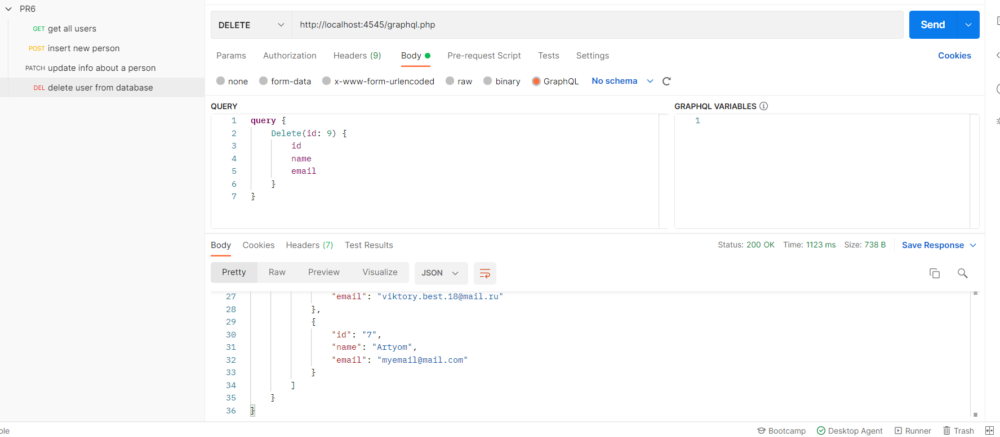 PR6
GET get all users
POST insert new person
PATCH update info about a person
DEL delete user from database
DELETE http://localhost:4545/graphql.php Send
Params Authorization Headers (9) Body Pre-request Script Tests Settings Cookies
none form-data x-www-form-urlencoded raw binary GraphQL No schema
QUERY GRAPHQL VARIABLES
1 query {
2 Delete(id: 9) {
3 id
4 name
5 email
6 }
7 }
1
Body Cookies Headers (7) Test Results Status: 200 OK Time: 1123 ms Size: 738 B Save Response
Pretty Raw Preview Visualize JSON
27 "email": "viktory.best.18@mail.ru"
28 },
29 {
30 "id": "7",
31 "name": "Artyom",
32 "email": "myemail@mail.com"
33 }
34 ]
35 }
36 }
ole Bootcamp Desktop Agent Runner Trash